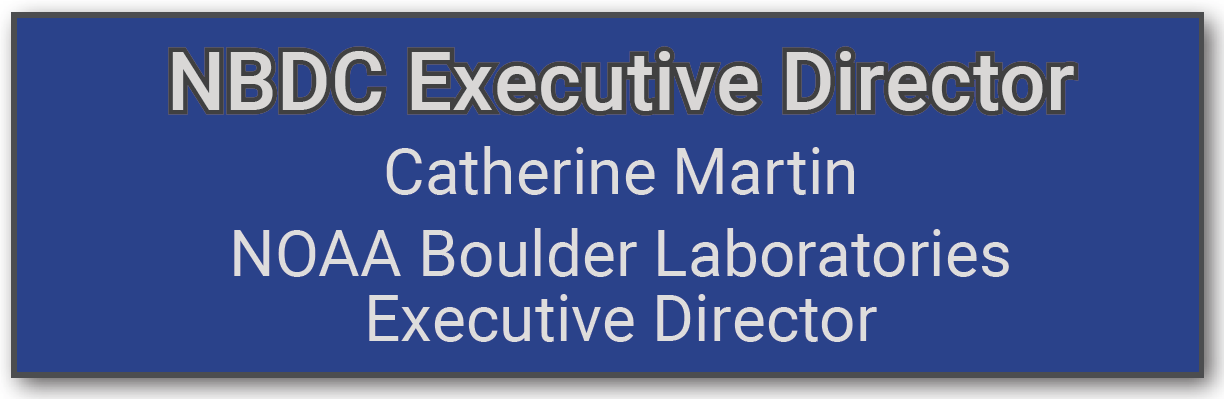 NBDC Executive Director
Catherine Martin
NOAA Boulder Laboratories
Executive Director